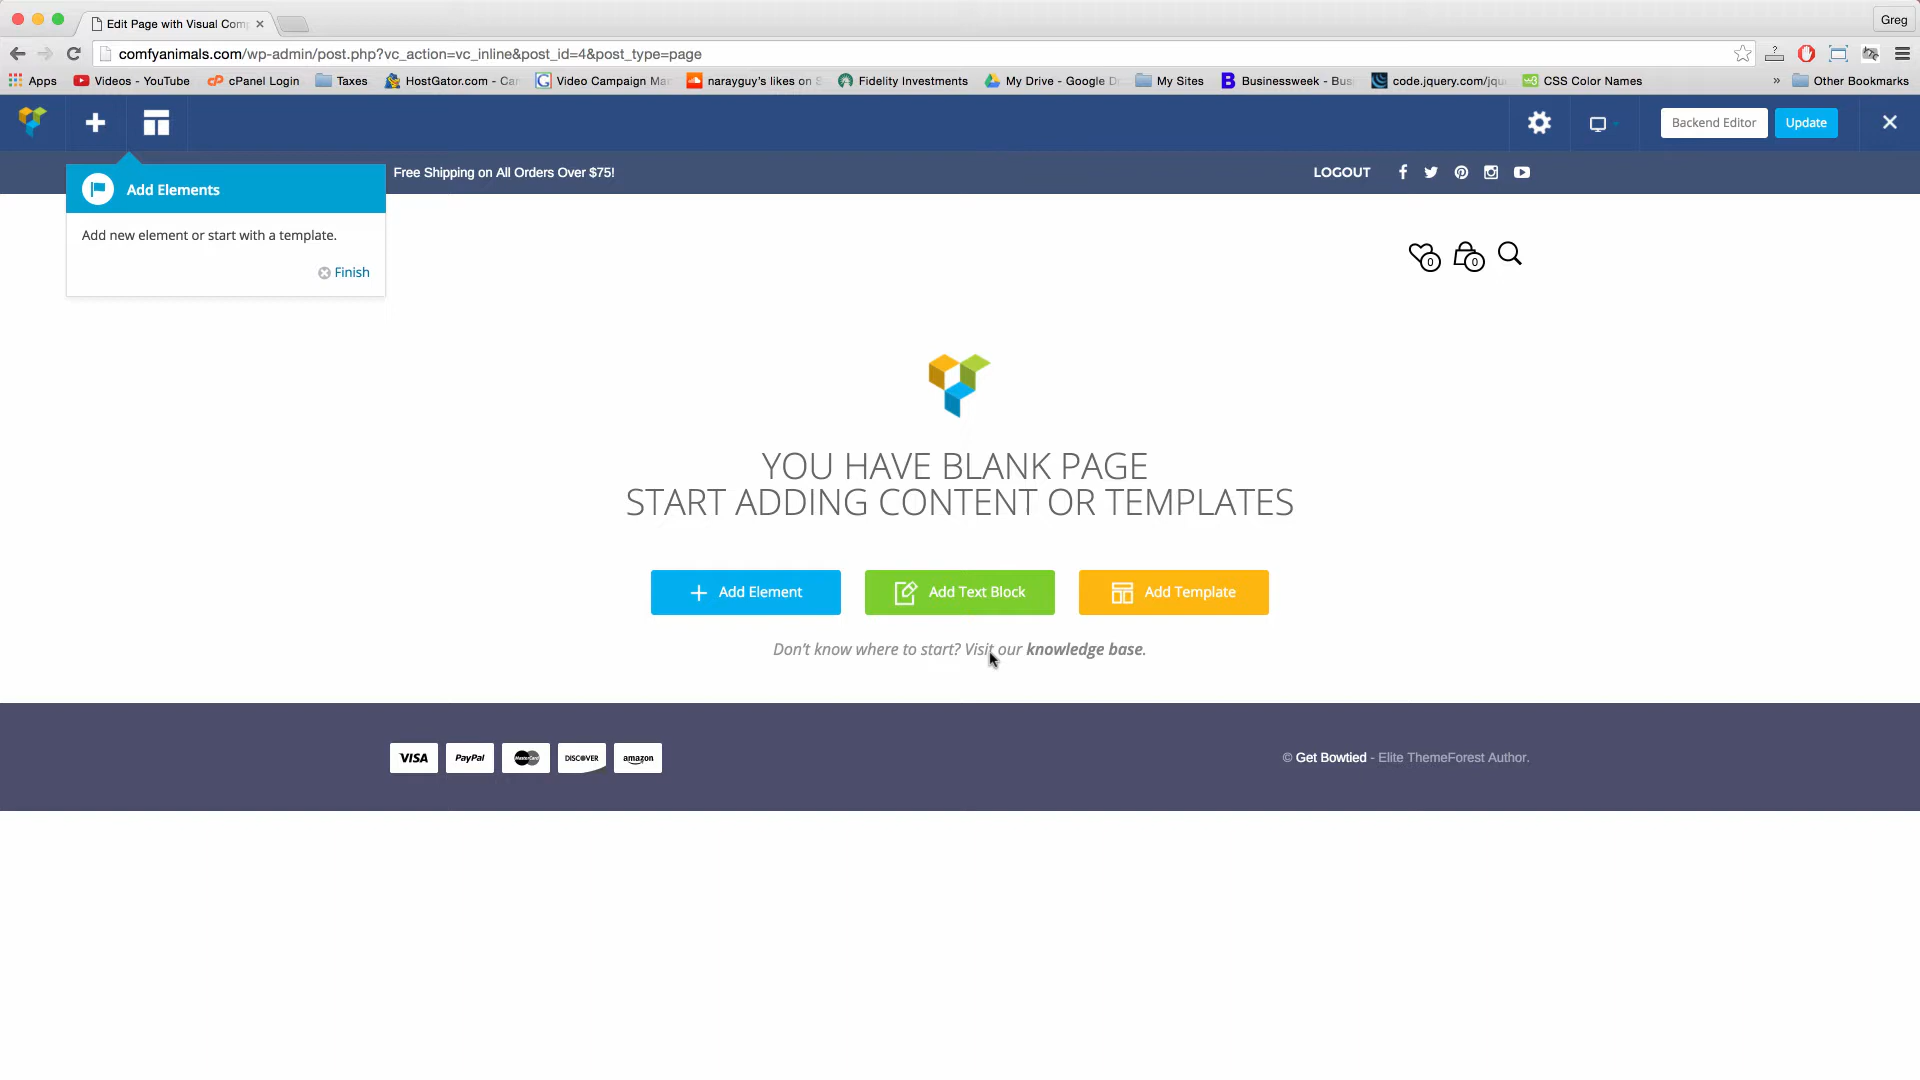 Edit Page with Visual Com
Greg
comfyanimals.com/wp-admin/post.php?vc_action=vc_inline&post_id=4&post_type=page
Apps Videos - YouTube cPanel Login Taxes HostGator.com - Ca Video Campaign Ma narayguy's likes on S Fidelity Investments My Drive - Google D My Sites Businessweek - Bus code.jquery.com/jqu CSS Color Names » Other Bookmarks
Backend Editor Update
Add Elements
Free Shipping on All Orders Over $75!
LOGOUT
Add new element or start with a template.
Finish
0 0
YOU HAVE BLANK PAGE
START ADDING CONTENT OR TEMPLATES
Add Element Add Text Block Add Template
Don't know where to start? Visit our knowledge base.
VISA PayPal MasterCard DISCOVER amazon
© Get Bowtied - Elite ThemeForest Author.